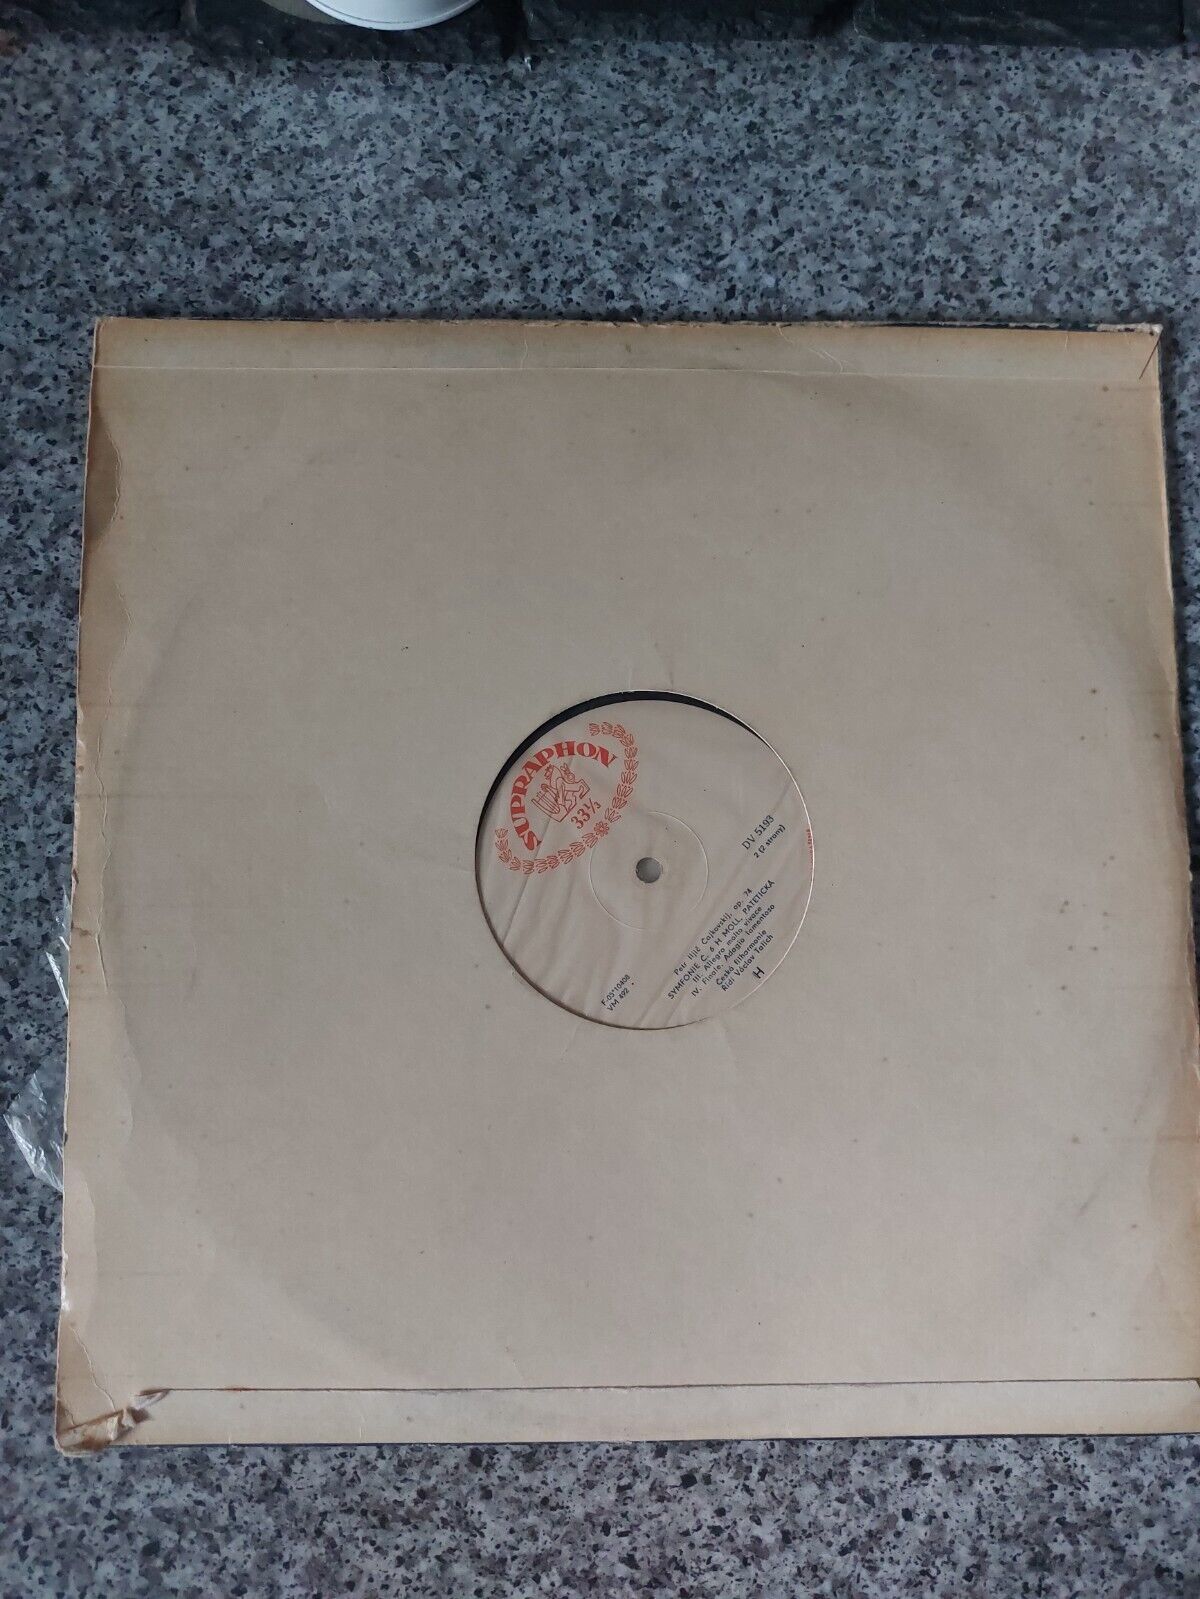 SUPRAPHON
33⅓
DV 5193
2 (2 strany)
Petr Iljič Čajkovskij, op. 74
SYMFONIE Č. 6 H MOLL, PATETICKÁ
III. Allegro molto vivace
IV. Finale. Adagio lamentoso
Česká filharmonie
Řídí Václav Talich
H
VM 492